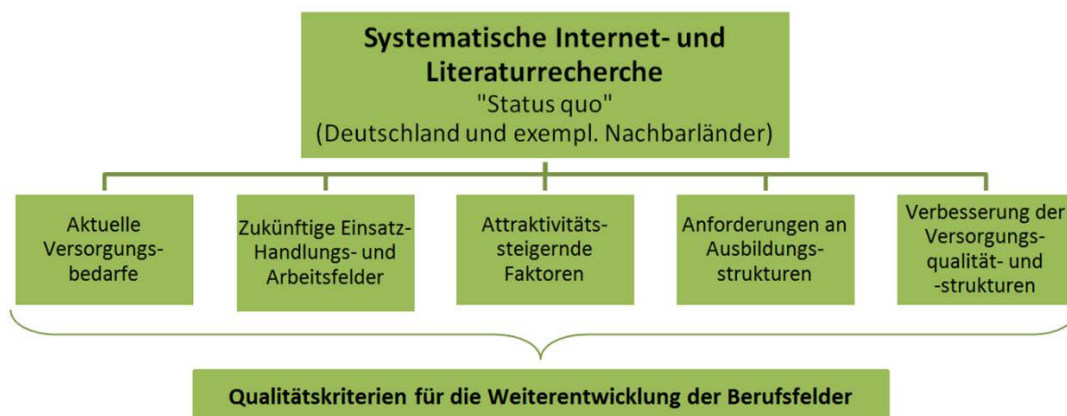 Systematische Internet- und
Literaturrecherche
"Status quo"
(Deutschland und exempl. Nachbarländer)
Aktuelle
Versorgungs-
bedarfe
Zukünftige Einsatz-
Handlungs- und
Arbeitsfelder
Attraktivitäts-
steigernde
Faktoren
Anforderungen an
Ausbildungs-
strukturen
Verbesserung der
Versorgungs-
qualität- und
-strukturen
Qualitätskriterien für die Weiterentwicklung der Berufsfelder